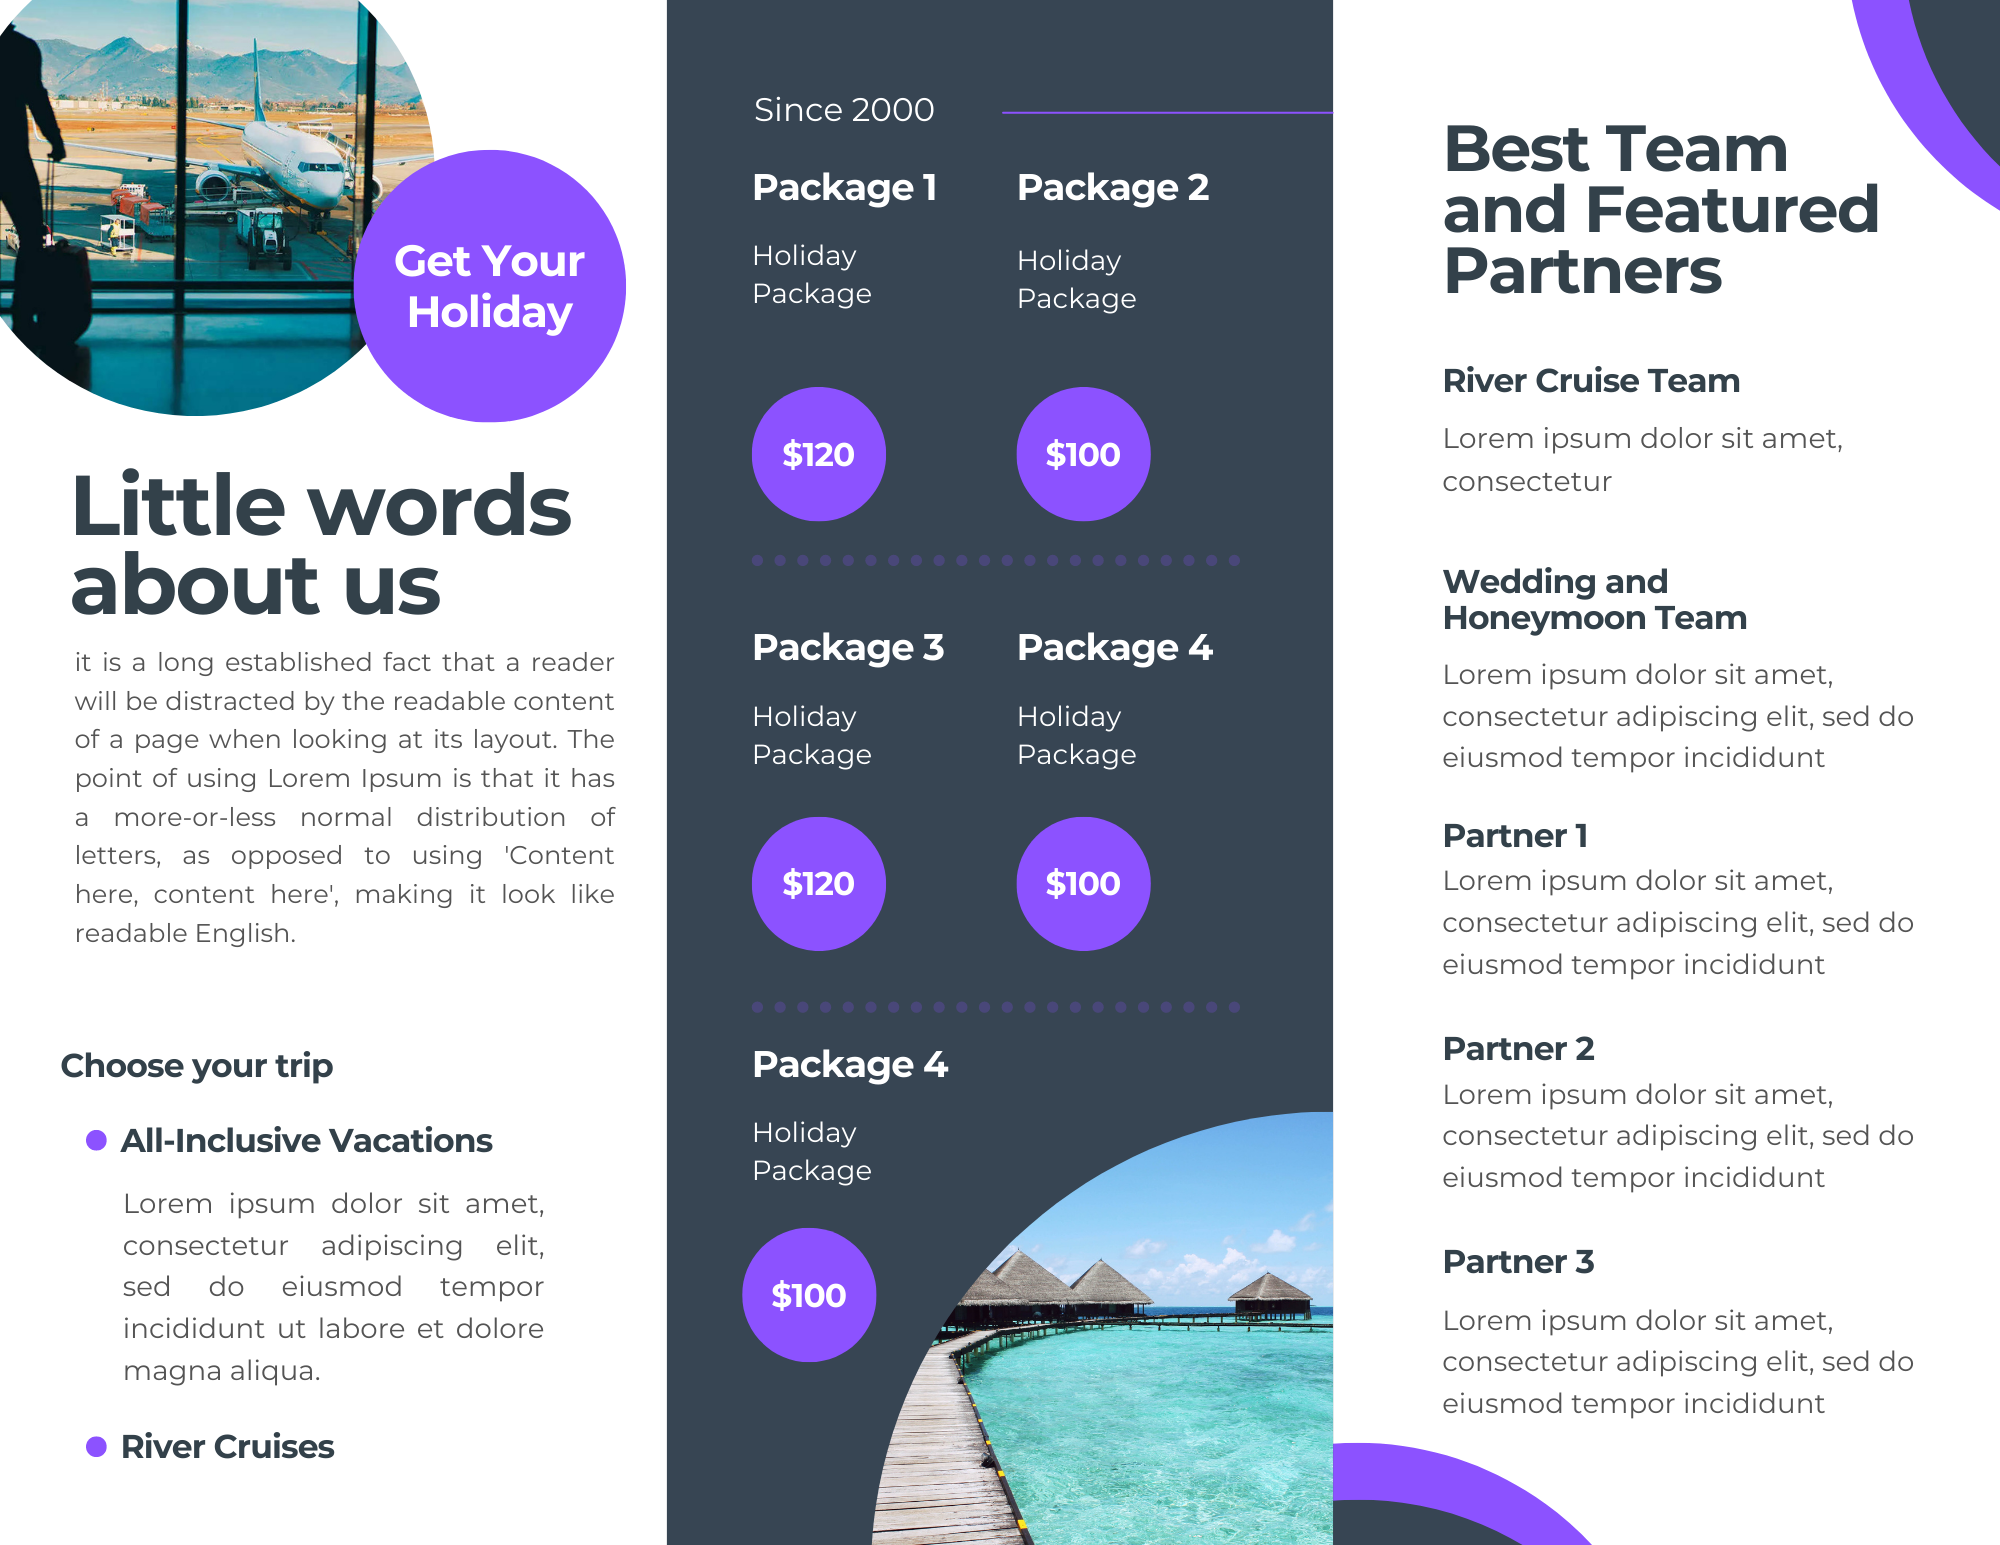 Get Your
Holiday
Little words
about us
it is a long established fact that a reader
will be distracted by the readable content
of a page when looking at its layout. The
point of using Lorem Ipsum is that it has
a more-or-less normal distribution of
letters, as opposed to using 'Content
here, content here', making it look like
readable English.
Choose your trip
All-Inclusive Vacations
Lorem ipsum dolor sit amet,
consectetur adipiscing elit,
sed do eiusmod tempor
incididunt ut labore et dolore
magna aliqua.
River Cruises
Since 2000
Package 1
Holiday
Package
$120
Package 2
Holiday
Package
$100
Package 3
Holiday
Package
$120
Package 4
Holiday
Package
$100
Package 4
Holiday
Package
$100
Best Team
and Featured
Partners
River Cruise Team
Lorem ipsum dolor sit amet,
consectetur
Wedding and
Honeymoon Team
Lorem ipsum dolor sit amet,
consectetur adipiscing elit, sed do
eiusmod tempor incididunt
Partner 1
Lorem ipsum dolor sit amet,
consectetur adipiscing elit, sed do
eiusmod tempor incididunt
Partner 2
Lorem ipsum dolor sit amet,
consectetur adipiscing elit, sed do
eiusmod tempor incididunt
Partner 3
Lorem ipsum dolor sit amet,
consectetur adipiscing elit, sed do
eiusmod tempor incididunt